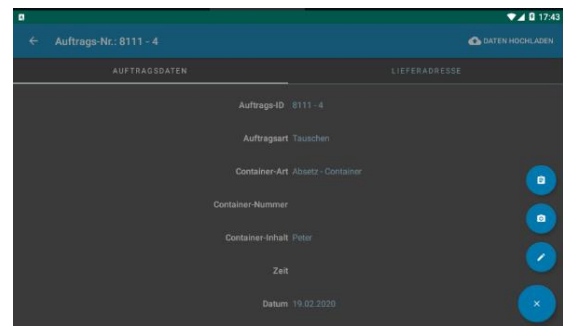 17:43
Auftrags-Nr.: 8111 - 4
DATEN HOCHLADEN
AUFTRAGSDATEN
LIEFERADRESSE
Auftrags-ID 8111 - 4
Auftragsart Tauschen
Container-Art Absetz - Container
Container-Nummer
Container-Inhalt Peter
Zeit
Datum 19.02.2020